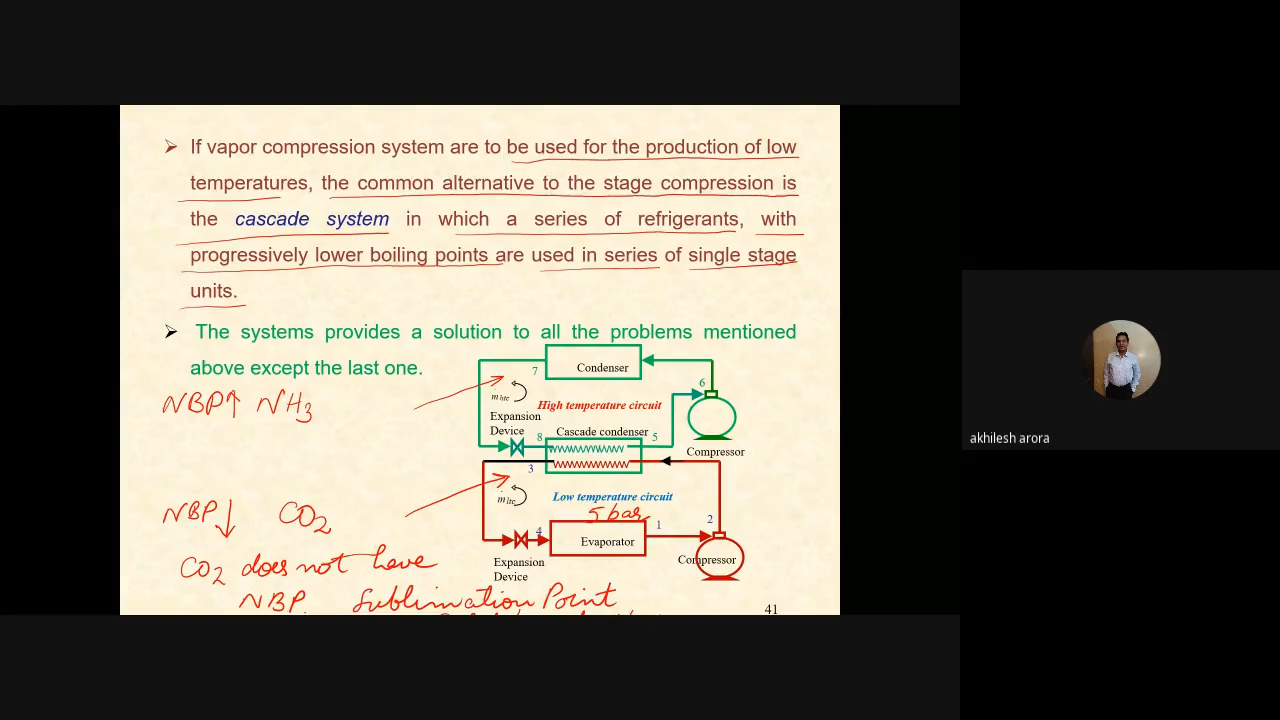 If vapor compression system are to be used for the production of low
temperatures, the common alternative to the stage compression is
the cascade system in which a series of refrigerants, with
progressively lower boiling points are used in series of single stage
units.
The systems provides a solution to all the problems mentioned
above except the last one.
NBP↑ NH3
7
Condenser
6
ṁhtc
High temperature circuit
Expansion
Device
8
Cascade condenser
5
Compressor
3
akhilesh arora
ṁltc
Low temperature circuit
NBP↓ CO2
5 bar
4
Evaporator
1
2
Expansion
Device
Compressor
CO2 does not have
NBP. Sublimation Point
41